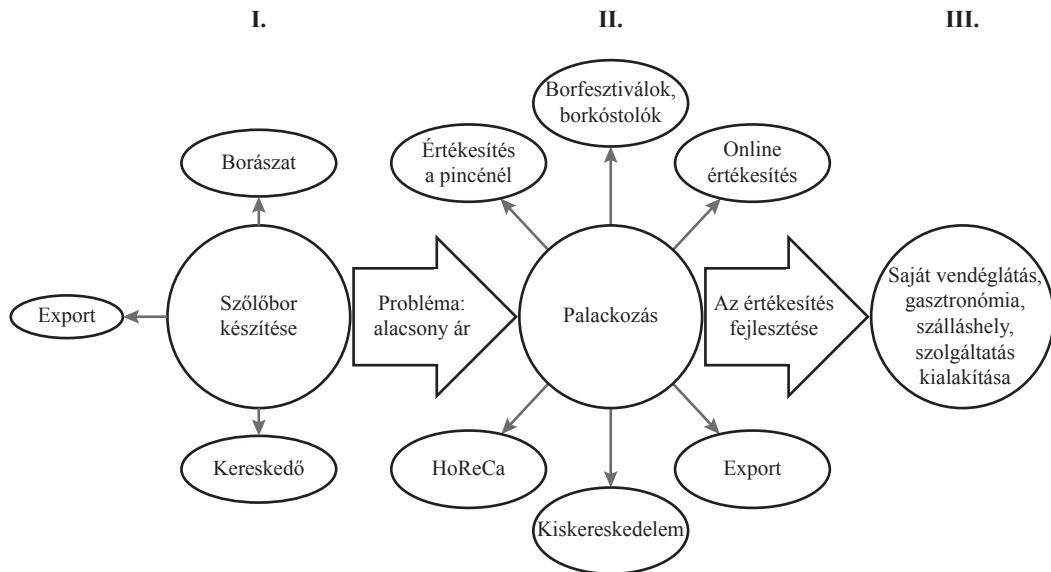 I.
II.
III.
Borászat
Export
Szőlőbor
készítése
Kereskedő
Probléma:
alacsony ár
Borfesztiválok,
borkóstolók
Értékesítés
a pincénél
Online
értékesítés
Palackozás
HoReCa
Kiskereskedelem
Export
Az értékesítés
fejlesztése
Saját vendéglátás,
gasztronómia,
szálláshely,
szolgáltatás
kialakítása